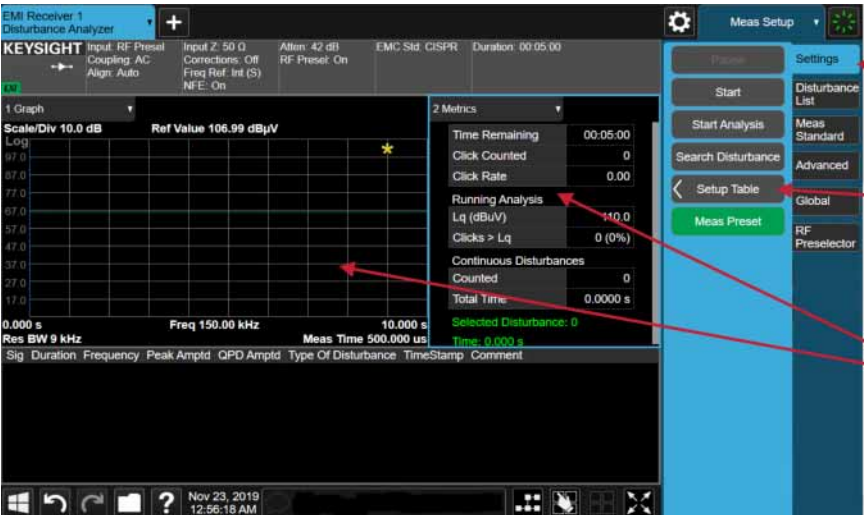 EMI Receiver 1
Disturbance Analyzer
Meas Setup
KEYSIGHT
Input: RF Presel
Coupling: AC
Align: Auto
Input Z: 50 Ω
Corrections: Off
Freq Ref: Int (S)
NFE: On
Atten: 42 dB
RF Presel: On
EMC Std: CISPR
Duration: 00:05:00
1 Graph
Scale/Div 10.0 dB
Ref Value 106.99 dBµV
Log
97.0
87.0
77.0
67.0
57.0
47.0
37.0
27.0
17.0
0.000 s
Freq 150.00 kHz
10.000 s
Res BW 9 kHz
Meas Time 500.000 us
2 Metrics
Time Remaining 00:05:00
Click Counted 0
Click Rate 0.00
Running Analysis
Lq (dBuV) 110.0
Clicks > Lq 0 (0%)
Continuous Disturbances
Counted 0
Total Time 0.0000 s
Selected Disturbance: 0
Time: 0.000 s
Sig Duration Frequency Peak Amptd QPD Amptd Type Of Disturbance TimeStamp Comment
Pause
Start
Start Analysis
Search Disturbance
Setup Table
Meas Preset
Settings
Disturbance
List
Meas
Standard
Advanced
Global
RF
Preselector
?
Nov 23, 2019
12:56:18 AM